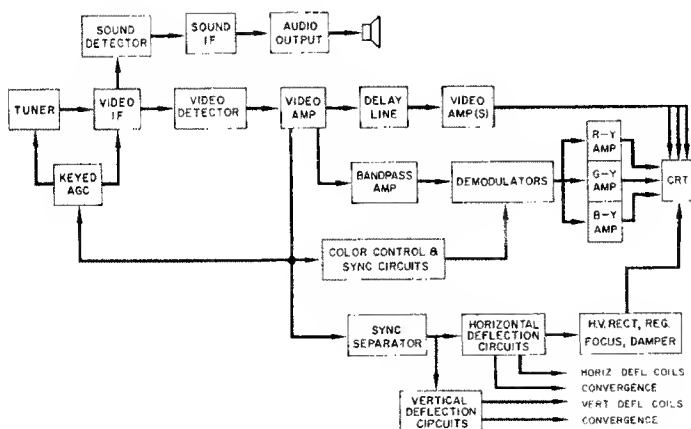 SOUND
DETECTOR
SOUND
IF
AUDIO
OUTPUT
TUNER
VIDEO
IF
VIDEO
DETECTOR
VIDEO
AMP
DELAY
LINE
VIDEO
AMP(S)
KEYED
AGC
BANDPASS
AMP
DEMODULATORS
R-Y
AMP
G-Y
AMP
B-Y
AMP
CRT
COLOR CONTROL &
SYNC CIRCUITS
SYNC
SEPARATOR
HORIZONTAL
DEFLECTION
CIRCUITS
H.V. RECT, REG.
FOCUS, DAMPER
HORIZ DEFL COILS
CONVERGENCE
VERTICAL
DEFLECTION
CIRCUITS
VERT DEFL COILS
CONVERGENCE